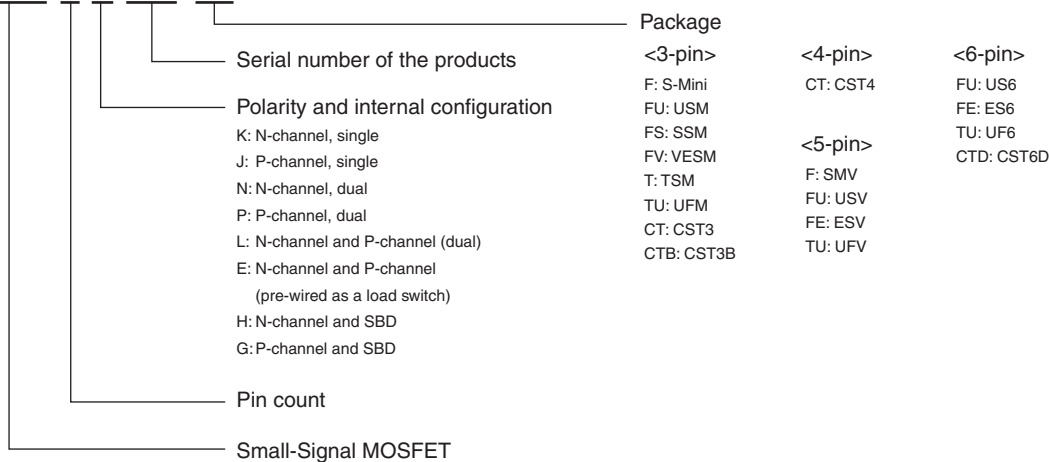 Package
Serial number of the products
Polarity and internal configuration
K: N-channel, single
J: P-channel, single
N: N-channel, dual
P: P-channel, dual
L: N-channel and P-channel (dual)
E: N-channel and P-channel
(pre-wired as a load switch)
H: N-channel and SBD
G: P-channel and SBD
Pin count
Small-Signal MOSFET
<3-pin>
F: S-Mini
FU: USM
FS: SSM
FV: VESM
T: TSM
TU: UFM
CT: CST3
CTB: CST3B
<4-pin>
CT: CST4
<5-pin>
F: SMV
FU: USV
FE: ESV
TU: UFV
<6-pin>
FU: US6
FE: ES6
TU: UF6
CTD: CST6D